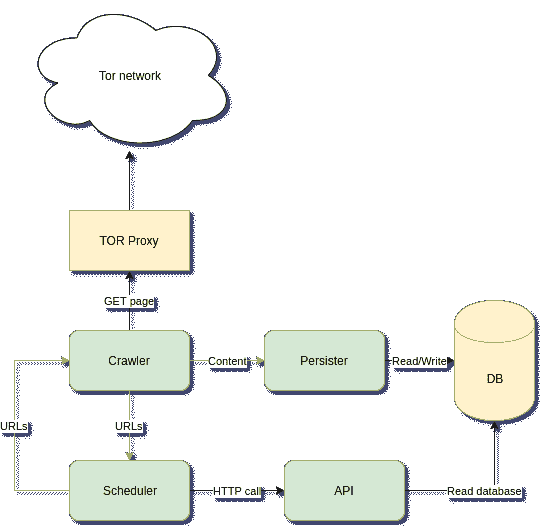 Tor network
TOR Proxy
GET page
Crawler
Content
Persister
Read/Write
DB
URLs
URLs
Scheduler
HTTP call
API
Read database